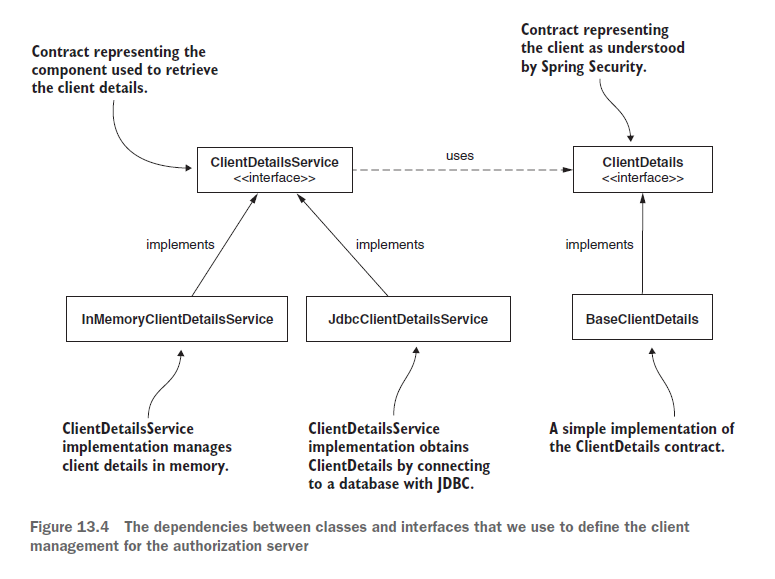 Contract representing the
component used to retrieve
the client details.
Contract representing
the client as understood
by Spring Security.
ClientDetailsService
<<interface>>
uses
ClientDetails
<<interface>>
implements
implements
implements
InMemoryClientDetailsService
JdbcClientDetailsService
BaseClientDetails
ClientDetailsService
implementation manages
client details in memory.
ClientDetailsService
implementation obtains
ClientDetails by connecting
to a database with JDBC.
A simple implementation of
the ClientDetails contract.
Figure 13.4 The dependencies between classes and interfaces that we use to define the client
management for the authorization server